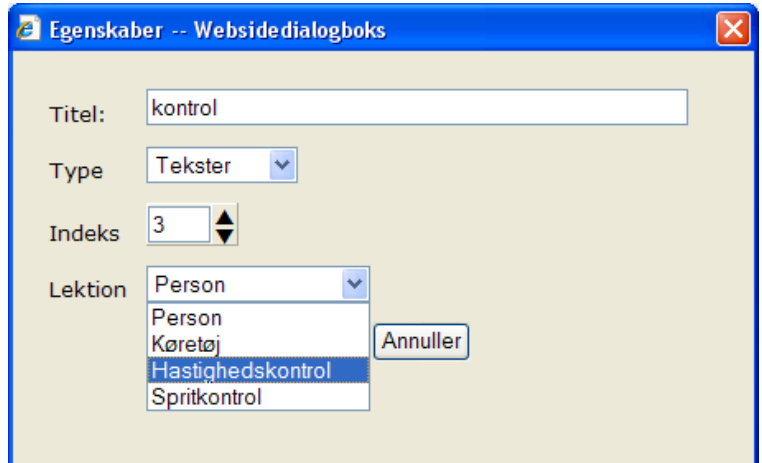 Egenskaber -- Websidedialogboks
Titel: kontrol
Type Tekster
Indeks 3
Lektion Person
Person
Køretøj
Annuller
Hastighedskontrol
Spritkontrol